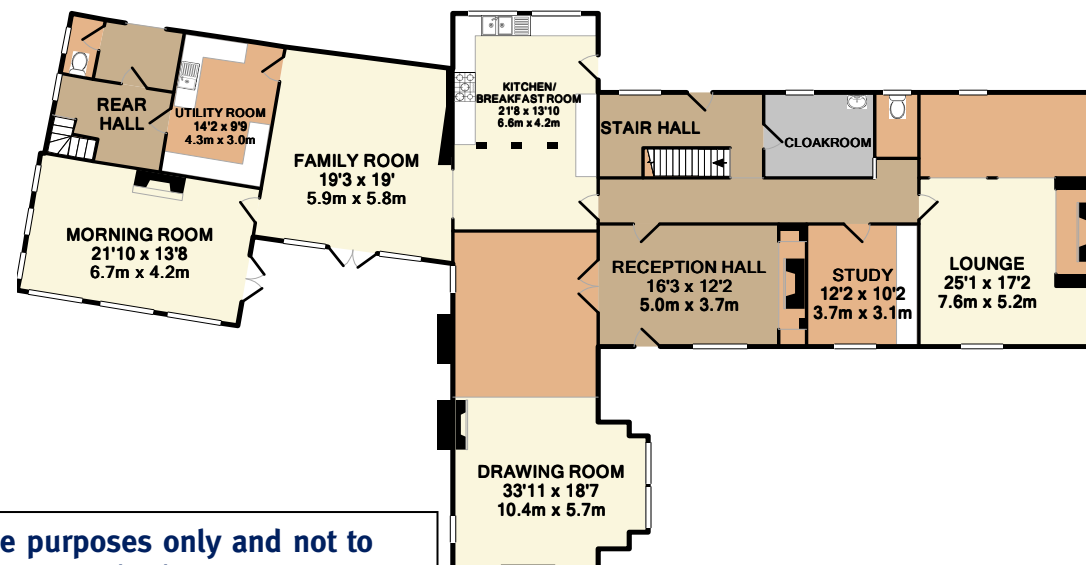 REAR
HALL
UTILITY ROOM
14'2 x 9'9
4.3m x 3.0m
FAMILY ROOM
19'3 x 19'
5.9m x 5.8m
MORNING ROOM
21'10 x 13'8
6.7m x 4.2m
KITCHEN/
BREAKFAST ROOM
21'8 x 13'10
6.6m x 4.2m
STAIR HALL
CLOAKROOM
RECEPTION HALL
16'3 x 12'2
5.0m x 3.7m
STUDY
12'2 x 10'2
3.7m x 3.1m
LOUNGE
25'1 x 17'2
7.6m x 5.2m
DRAWING ROOM
33'11 x 18'7
10.4m x 5.7m
e purposes only and not to